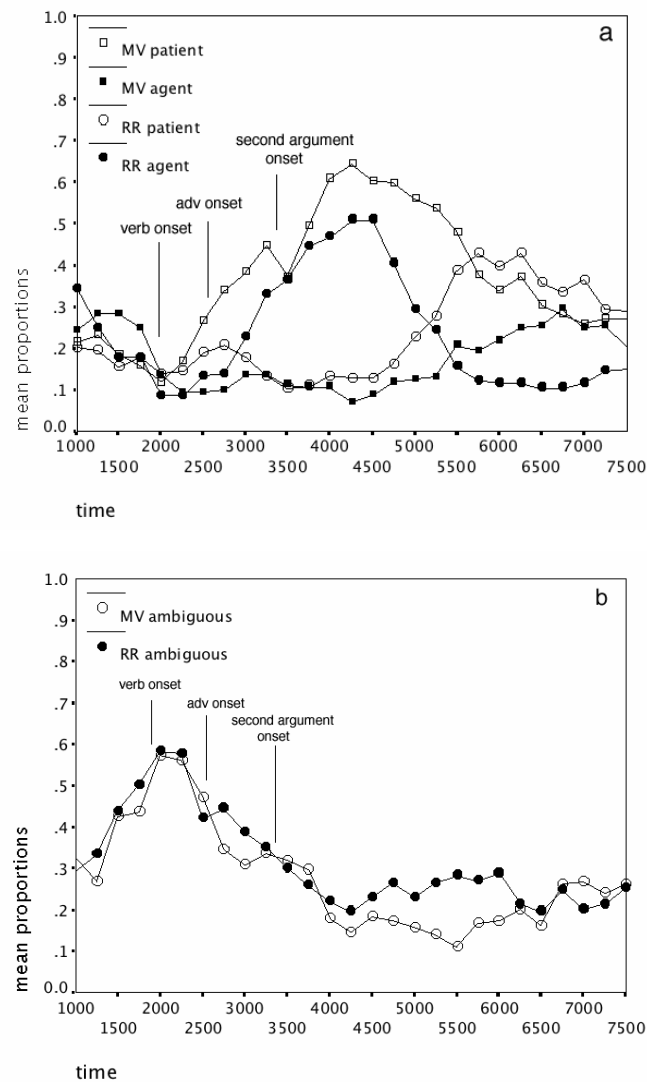 1.0
a
MV patient
.9
MV agent
.8
RR patient
.7
RR agent
second argument
onset
.6
adv onset
verb onset
.5
.4
.3
.2
.1
0.0
mean proportions
1000 2000 3000 4000 5000 6000 7000
1500 2500 3500 4500 5500 6500 7500
time
1.0
b
MV ambiguous
.9
RR ambiguous
.8
verb onset
adv onset
second argument
onset
.7
.6
.5
.4
.3
.2
.1
0.0
mean proportions
1000 2000 3000 4000 5000 6000 7000
1500 2500 3500 4500 5500 6500 7500
time